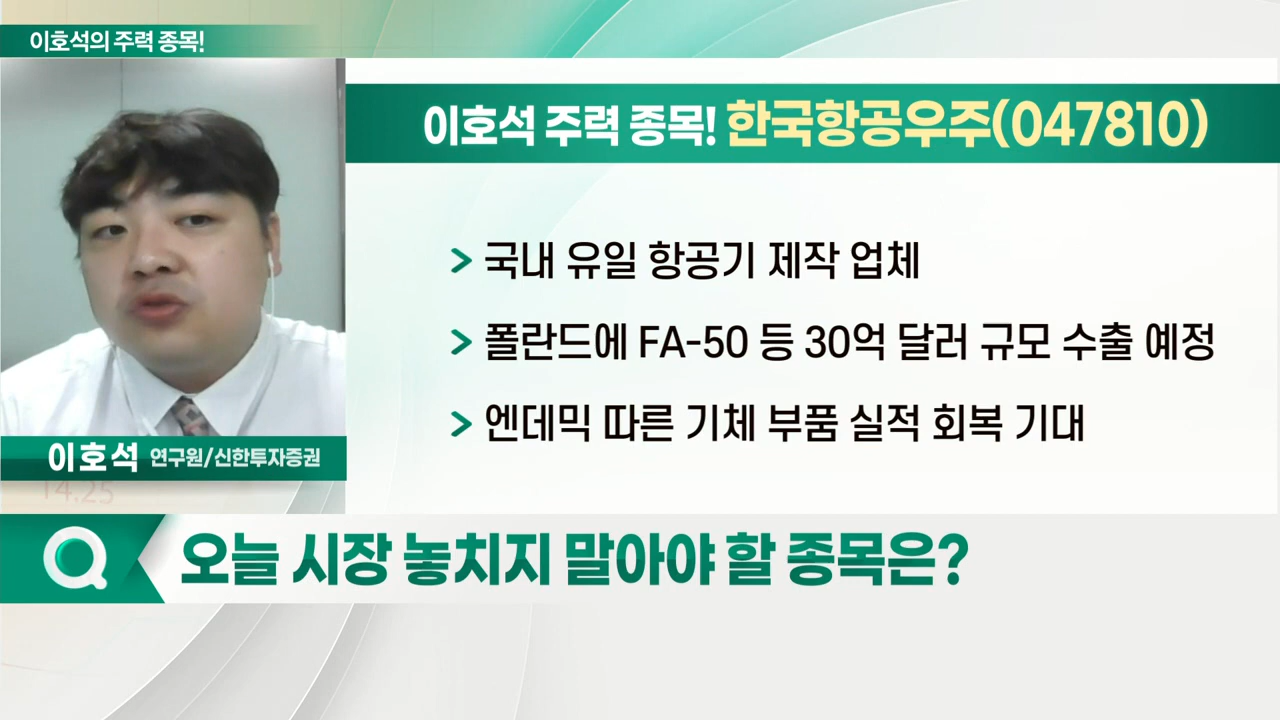 이호석의 주력 종목!
이호석 주력 종목! 한국항공우주(047810)
> 국내 유일 항공기 제작 업체
> 폴란드에 FA-50 등 30억 달러 규모 수출 예정
> 엔데믹 따른 기체 부품 실적 회복 기대
이호석 연구원/신한투자증권
14.25
Q 오늘 시장 놓치지 말아야 할 종목은?